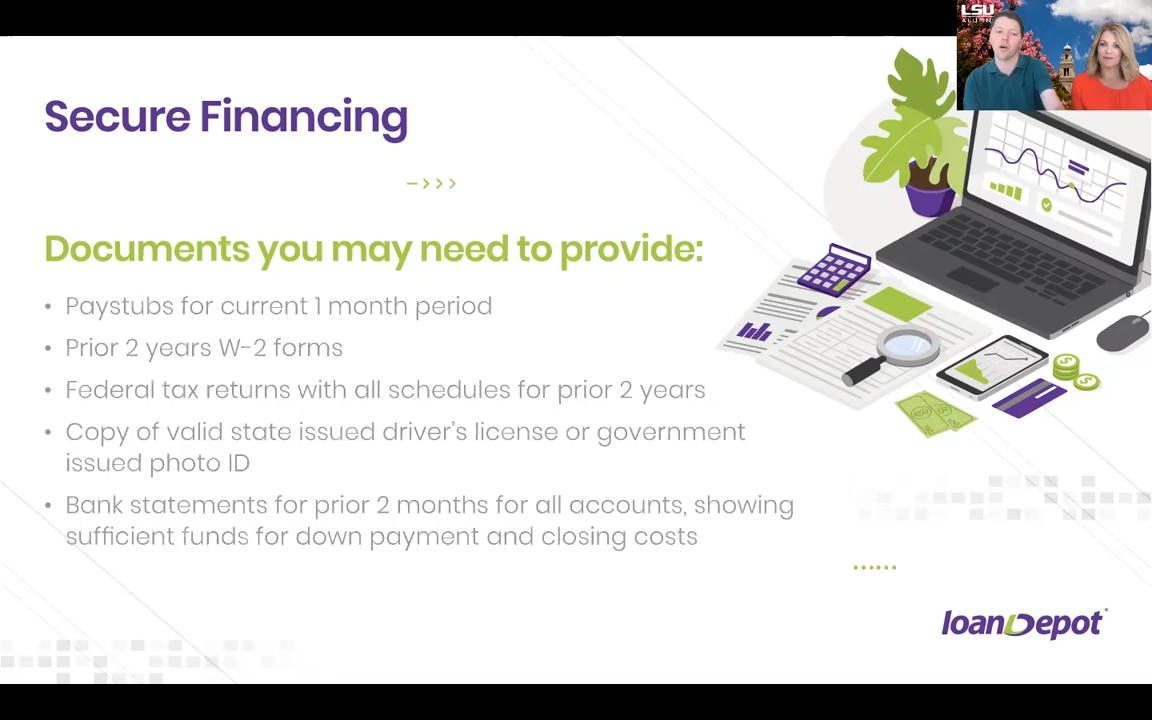 LSU
ALUMNI
Secure Financing
Documents you may need to provide:
• Paystubs for current 1 month period
• Prior 2 years W-2 forms
• Federal tax returns with all schedules for prior 2 years
• Copy of valid state issued driver's license or government
issued photo ID
• Bank statements for prior 2 months for all accounts, showing
sufficient funds for down payment and closing costs
loanDepot